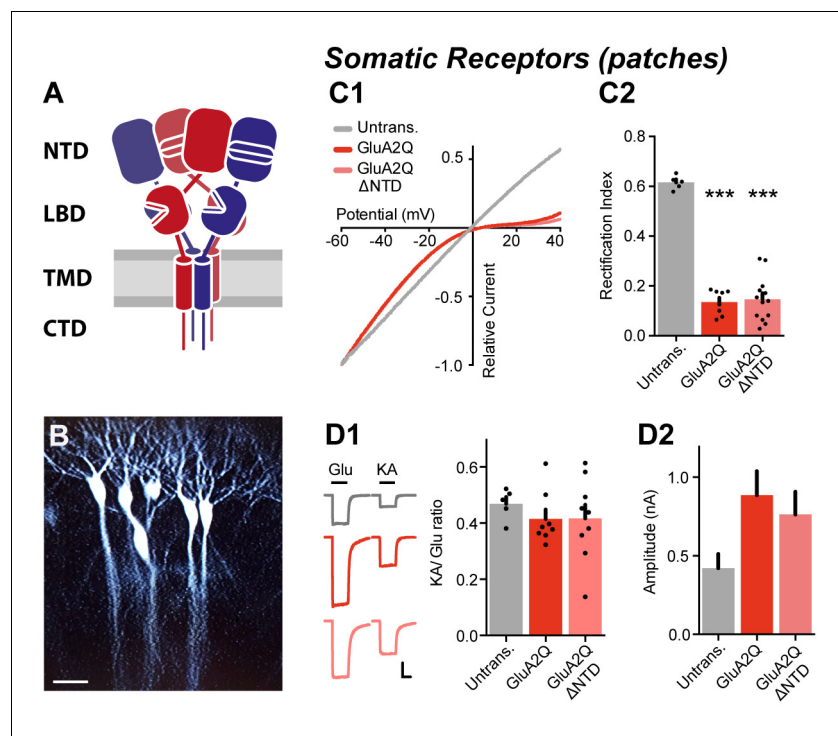 Somatic Receptors (patches)
A
NTD
LBD
TMD
CTD
C1
Untrans.
GluA2Q
GluA2Q
ΔNTD
0.5
Potential (mV)
-60
-40
-20
20
40
-0.5
-1.0
Relative Current
C2
Rectification Index
0.8
0.6
0.4
0.2
0.0
*** ***
Untrans.
GluA2Q
GluA2Q
ΔNTD
B
D1
Glu KA
KA/Glu ratio
0.6
0.4
0.2
0.0
Untrans.
GluA2Q
GluA2Q
ΔNTD
D2
Amplitude (nA)
1.0
0.5
0.0
Untrans.
GluA2Q
GluA2Q
ΔNTD